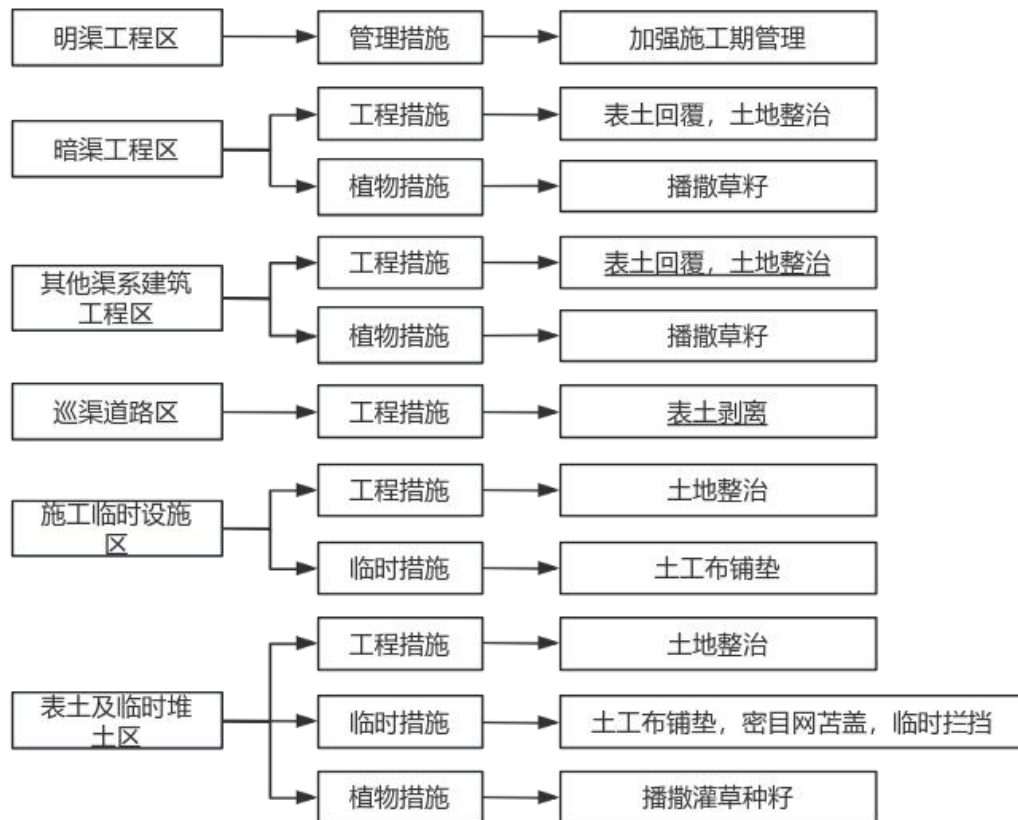 明渠工程区
管理措施
加强施工期管理
暗渠工程区
工程措施
表土回覆，土地整治
植物措施
播撒草籽
其他渠系建筑
工程区
工程措施
表土回覆，土地整治
植物措施
播撒草籽
巡渠道路区
工程措施
表土剥离
施工临时设施
区
工程措施
土地整治
临时措施
土工布铺垫
表土及临时堆
土区
工程措施
土地整治
临时措施
土工布铺垫，密目网苫盖，临时拦挡
植物措施
播撒灌草种籽